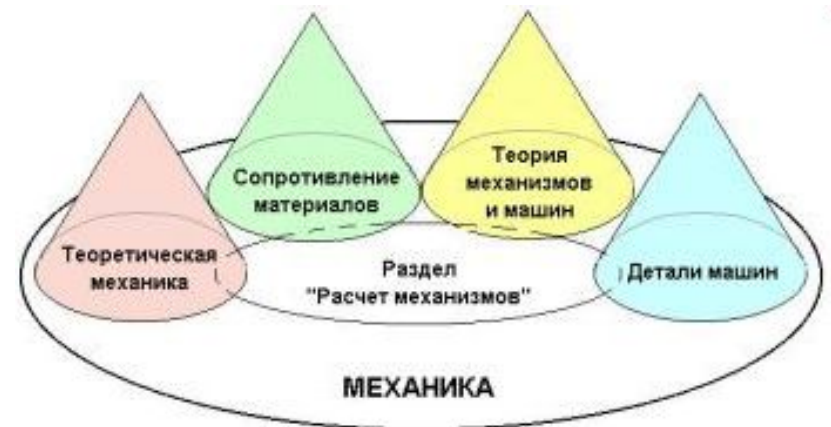 Теоретическая
механика
Сопротивление
материалов
Теория
механизмов
и машин
Детали машин
Раздел
"Расчет механизмов"
МЕХАНИКА